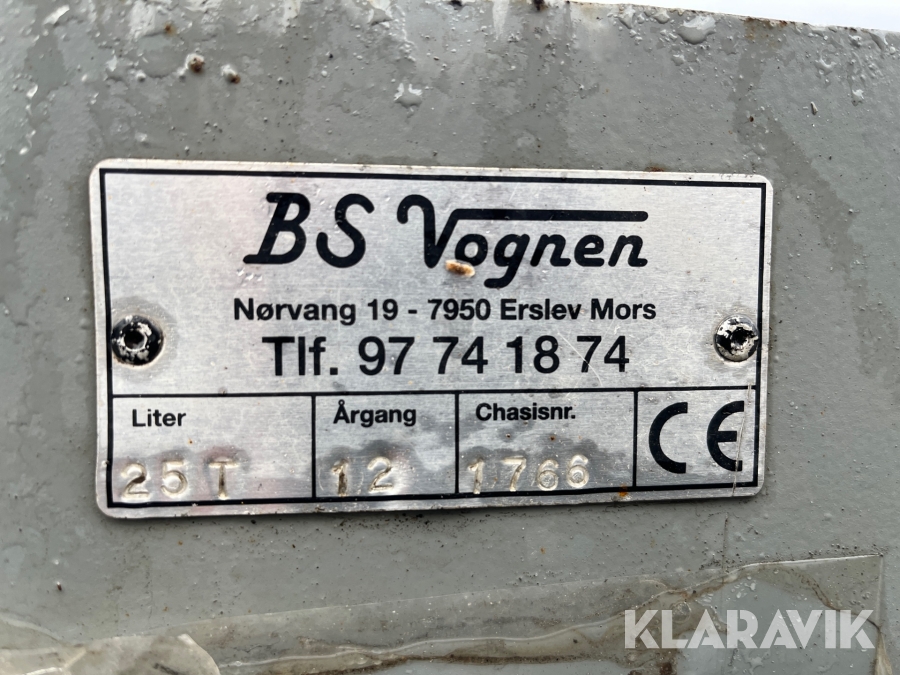 BS Vognen
Nørvang 19 - 7950 Erslev Mors
Tlf. 97 74 18 74
Liter Årgang Chasisnr. CE
25T 12 1766
KLARAVIK